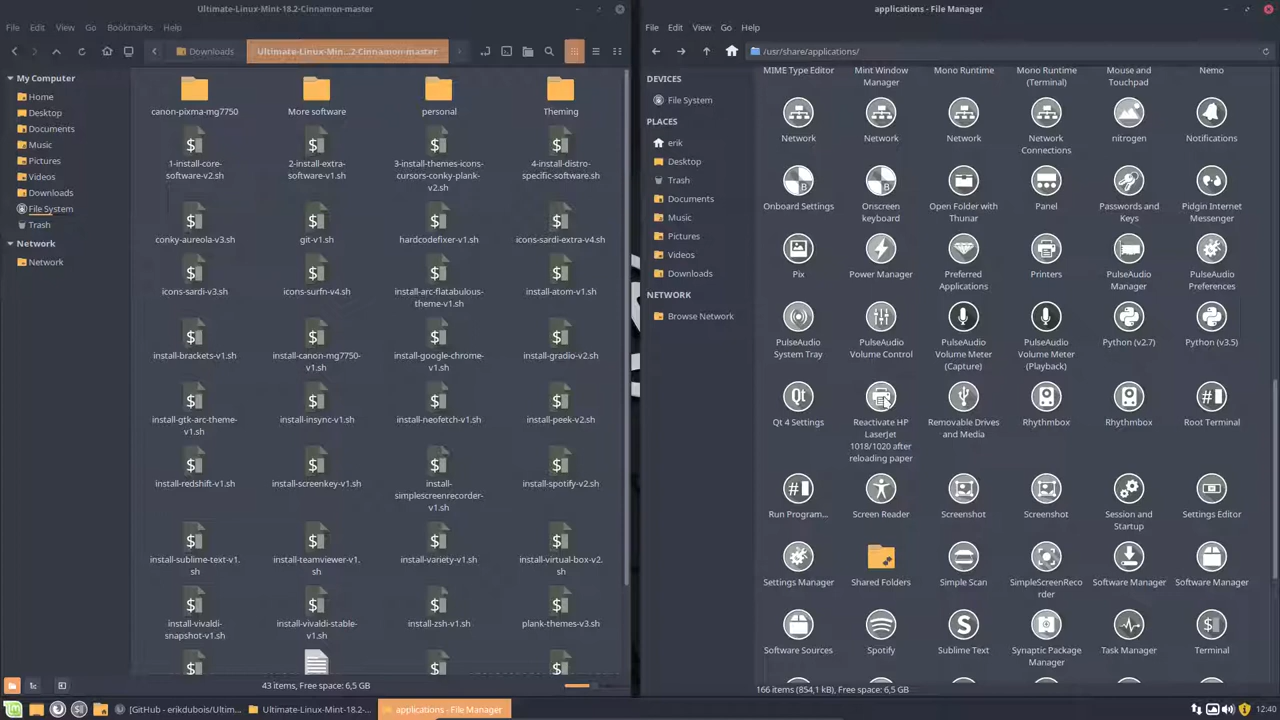 Ultimate-Linux-Mint-18.2-Cinnamon-master
File Edit View Go Bookmarks Help
Downloads
Ultimate-Linux-Min...2-Cinnamon-master
My Computer
Home
Desktop
Documents
Music
Pictures
Videos
Downloads
File System
Trash
Network
Network
canon-pixma-mg7750
More software
personal
Theming
1-install-core-
software-v2.sh
2-install-extra-
software-v1.sh
3-install-themes-icons-
cursors-conky-plank-
v2.sh
4-install-distro-
specific-software.sh
conky-aureola-v3.sh
git-v1.sh
hardcodefixer-v1.sh
icons-sardi-extra-v4.sh
icons-sardi-v3.sh
icons-surfn-v4.sh
install-arc-flatabulous-
theme-v1.sh
install-atom-v1.sh
install-brackets-v1.sh
install-canon-mg7750-
v1.sh
install-google-chrome-
v1.sh
install-gradio-v2.sh
install-gtk-arc-theme-
v1.sh
install-insync-v1.sh
install-neofetch-v1.sh
install-peek-v2.sh
install-redshift-v1.sh
install-screenkey-v1.sh
install-
simplescreenrecorder-
v1.sh
install-spotify-v2.sh
install-sublime-text-v1.
sh
install-teamviewer-v1.
sh
install-variety-v1.sh
install-virtual-box-v2.
sh
install-vivaldi-
snapshot-v1.sh
install-vivaldi-stable-
v1.sh
install-zsh-v1.sh
plank-themes-v3.sh
43 items, Free space: 6,5 GB
applications - File Manager
File Edit View Go Help
/usr/share/applications/
DEVICES
File System
PLACES
erik
Desktop
Trash
Documents
Music
Pictures
Videos
Downloads
NETWORK
Browse Network
MIME Type Editor
Mint Window
Manager
Mono Runtime
Mono Runtime
(Terminal)
Mouse and
Touchpad
Nemo
Network
Network
Network
Network
Connections
nitrogen
Notifications
Onboard Settings
Onscreen
keyboard
Open Folder with
Thunar
Panel
Passwords and
Keys
Pidgin Internet
Messenger
Pix
Power Manager
Preferred
Applications
Printers
PulseAudio
Manager
PulseAudio
Preferences
PulseAudio
System Tray
PulseAudio
Volume Control
PulseAudio
Volume Meter
(Capture)
PulseAudio
Volume Meter
(Playback)
Python (v2.7)
Python (v3.5)
Qt
Qt 4 Settings
Reactivate HP
LaserJet
1018/1020 after
reloading paper
Removable Drives
and Media
Rhythmbox
Rhythmbox
Root Terminal
Run Program...
Screen Reader
Screenshot
Screenshot
Session and
Startup
Settings Editor
Settings Manager
Shared Folders
Simple Scan
SimpleScreenReco
rder
Software Manager
Software Manager
Software Sources
Spotify
Sublime Text
Synaptic Package
Manager
Task Manager
Terminal
166 items (854,1 kB), Free space: 6,5 GB
[GitHub - erikdubois/Ultim...
Ultimate-Linux-Mint-18.2-...
applications - File Manager
12:40